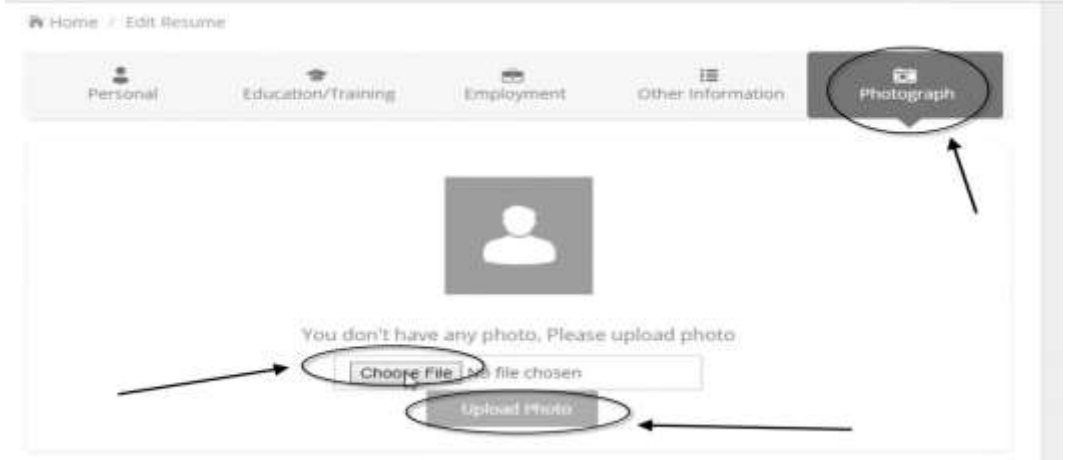 Home / Edit Resume
Personal
Education/Training
Employment
Other Information
Photograph
You don't have any photo, Please upload photo
Choose File No file chosen
Upload Photo